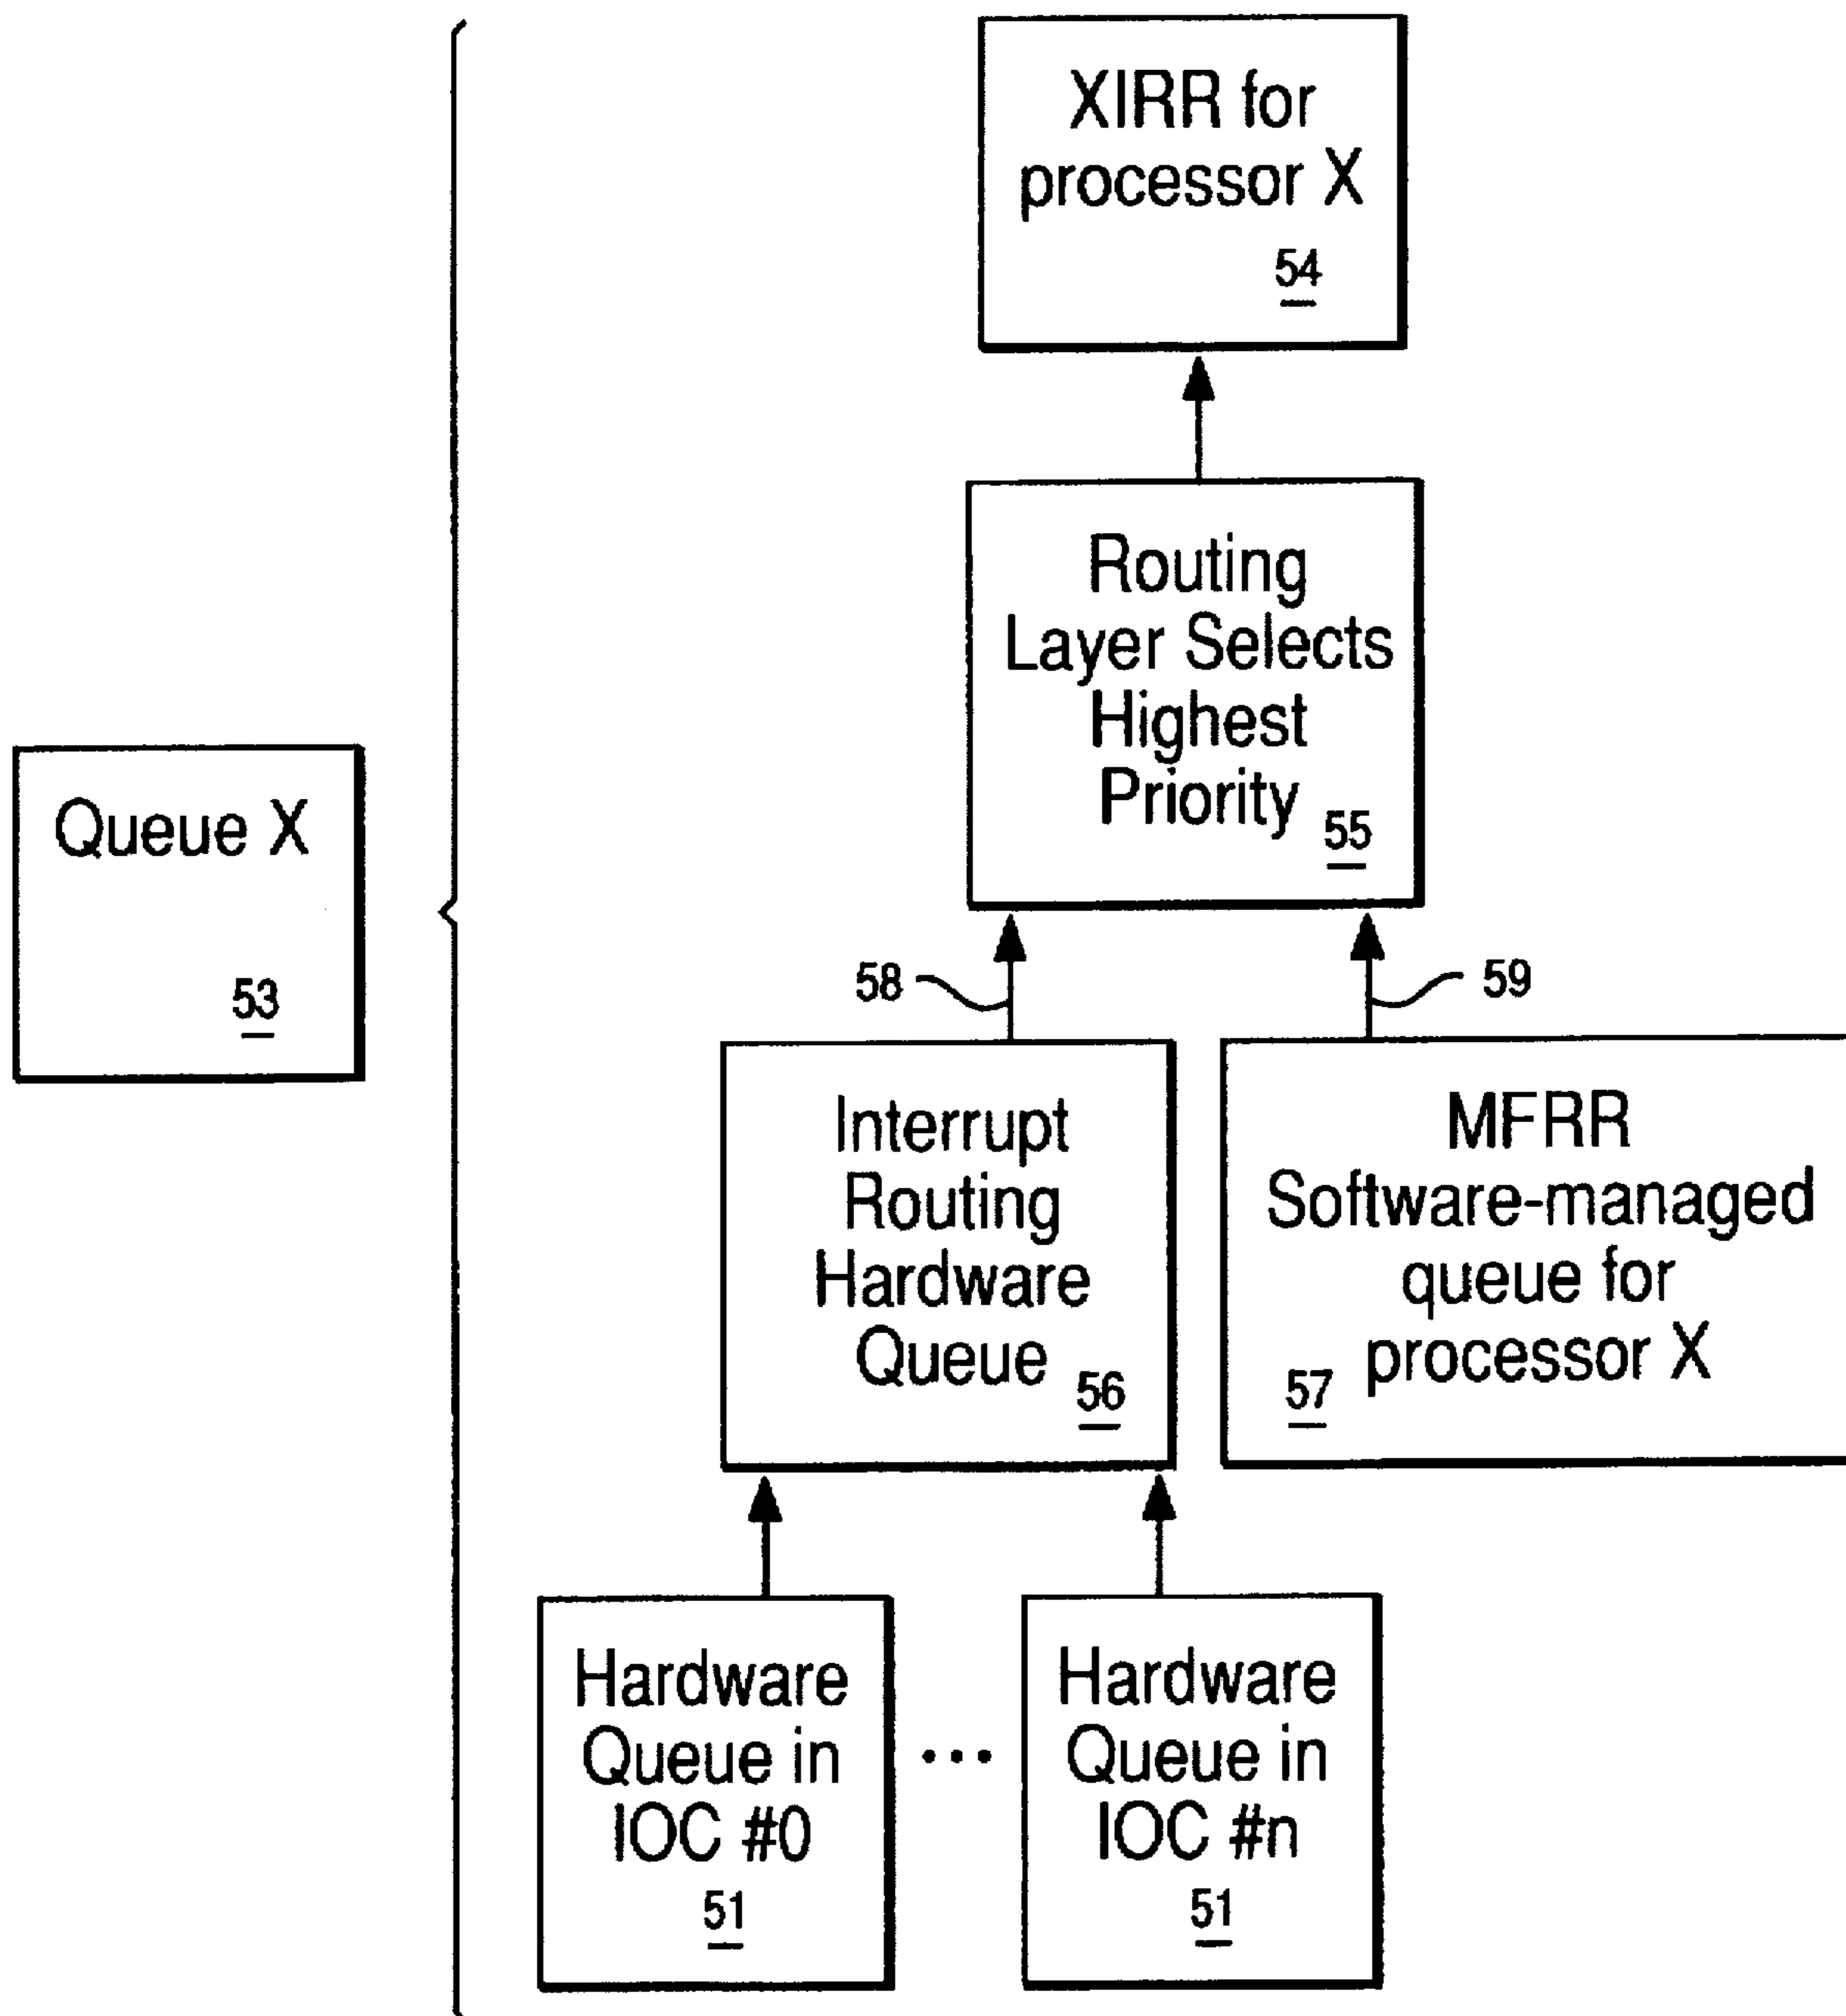 Queue X
53
XIRR for
processor X
54
Routing
Layer Selects
Highest
Priority
55
58
59
Interrupt
Routing
Hardware
Queue
56
MFRR
Software-managed
queue for
processor X
57
Hardware
Queue in
IOC #0
51
...
Hardware
Queue in
IOC #n
51